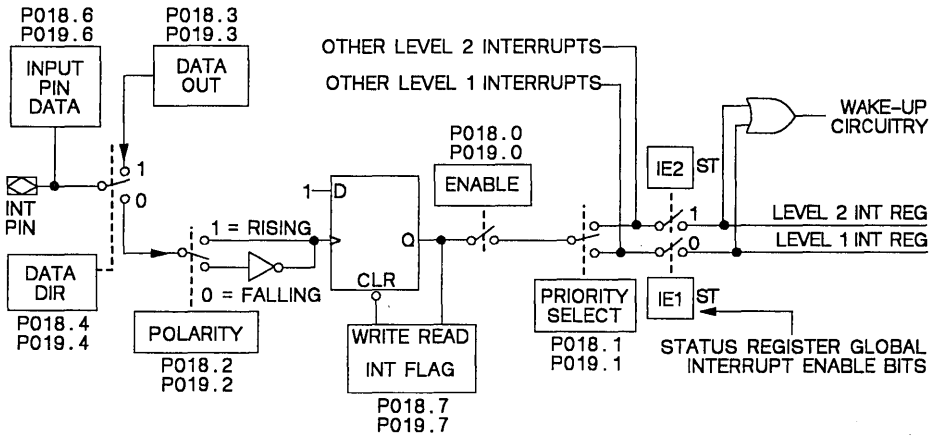 P018.6
P019.6
INPUT
PIN
DATA
P018.3
P019.3
DATA
OUT
1
0
INT
PIN
DATA
DIR
P018.4
P019.4
1 = RISING
0 = FALLING
POLARITY
P018.2
P019.2
1
D
Q
CLR
WRITE READ
INT FLAG
P018.7
P019.7
P018.0
P019.0
ENABLE
OTHER LEVEL 2 INTERRUPTS
OTHER LEVEL 1 INTERRUPTS
PRIORITY
SELECT
P018.1
P019.1
IE2 ST
1
0
IE1 ST
WAKE-UP
CIRCUITRY
LEVEL 2 INT REG
LEVEL 1 INT REG
STATUS REGISTER GLOBAL
INTERRUPT ENABLE BITS